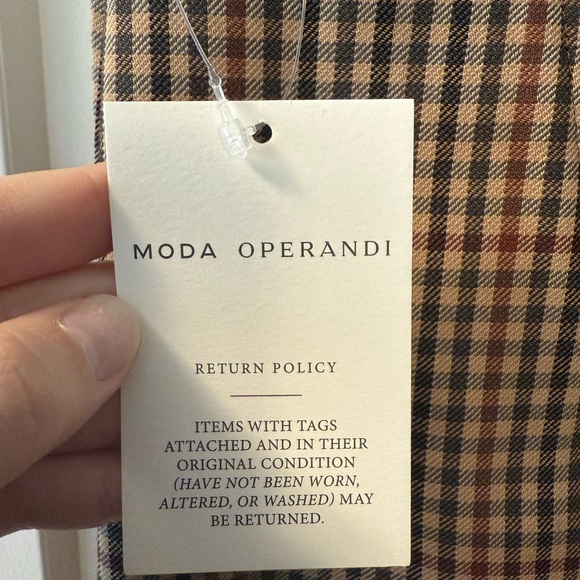 MODA OPERANDI
RETURN POLICY
ITEMS WITH TAGS
ATTACHED AND IN THEIR
ORIGINAL CONDITION
(HAVE NOT BEEN WORN,
ALTERED, OR WASHED) MAY
BE RETURNED.